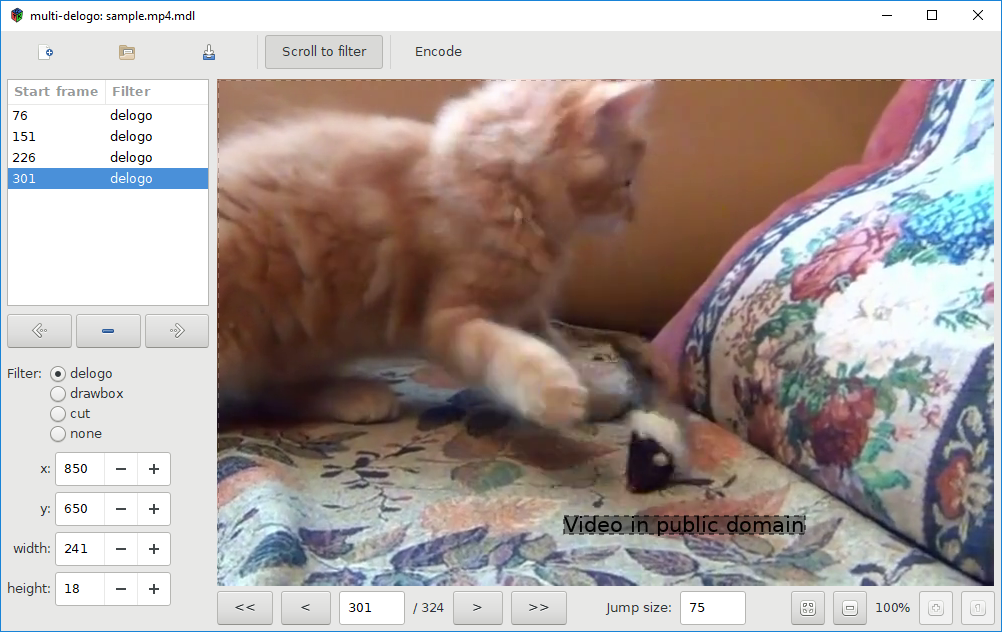 multi-delogo: sample.mp4.mdl
Scroll to filter
Encode
Start frame Filter
76 delogo
151 delogo
226 delogo
301 delogo
Filter: delogo
drawbox
cut
none
x: 850
y: 650
width: 241
height: 18
Video in public domain
<< < 301 / 324 > >> Jump size: 75 100%